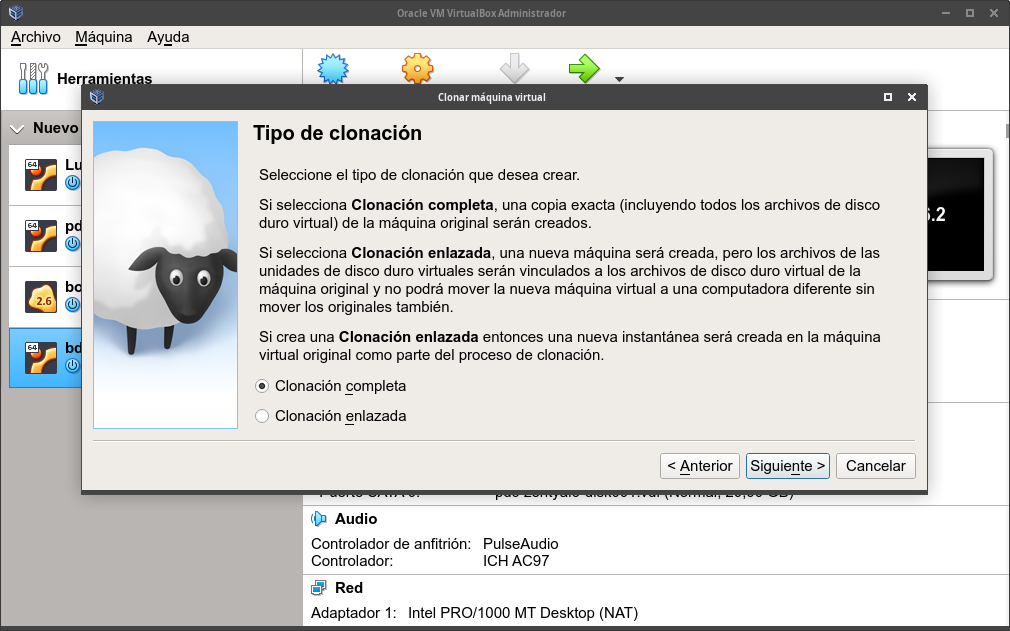 Oracle VM VirtualBox Administrador
Archivo Máquina Ayuda
Herramientas
Clonar máquina virtual
Nuevo
64 Lu
64 pd
2.6 bo
64 bd
6.2
Tipo de clonación
Seleccione el tipo de clonación que desea crear.
Si selecciona Clonación completa, una copia exacta (incluyendo todos los archivos de disco
duro virtual) de la máquina original serán creados.
Si selecciona Clonación enlazada, una nueva máquina será creada, pero los archivos de las
unidades de disco duro virtuales serán vinculados a los archivos de disco duro virtual de la
máquina original y no podrá mover la nueva máquina virtual a una computadora diferente sin
mover los originales también.
Si crea una Clonación enlazada entonces una nueva instantánea será creada en la máquina
virtual original como parte del proceso de clonación.
Clonación completa
Clonación enlazada
< Anterior Siguiente > Cancelar
Audio
Controlador de anfitrión: PulseAudio
Controlador: ICH AC97
Red
Adaptador 1: Intel PRO/1000 MT Desktop (NAT)